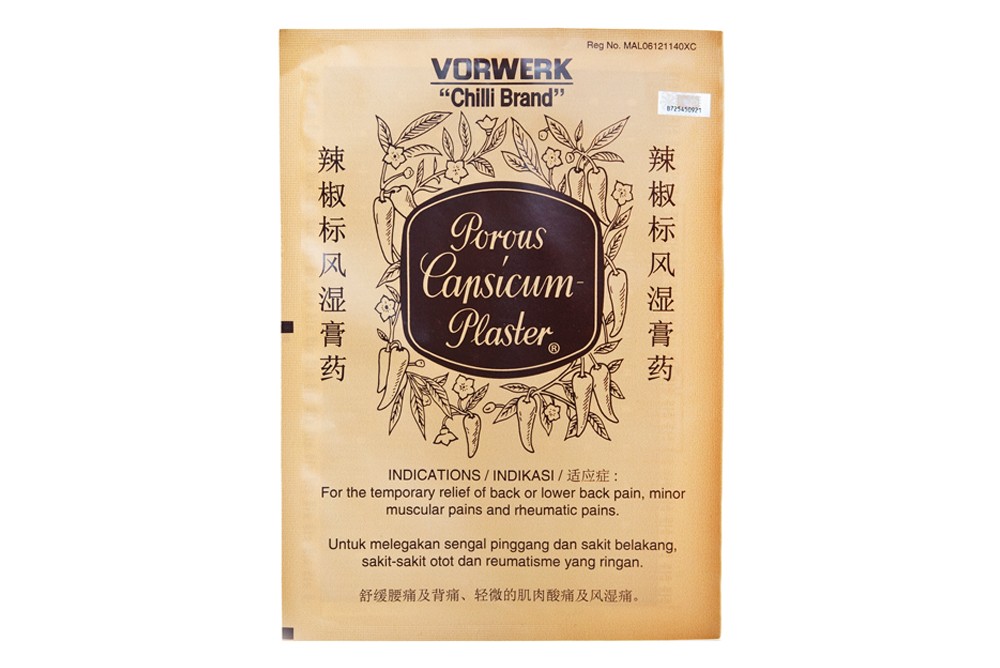 Reg No. MAL06121140XC
VORWERK
“Chilli Brand”
0725450921
辣椒标风湿膏药
Porous
Capsicum-
Plaster®
辣椒标风湿膏药
INDICATIONS / INDIKASI / 适应症 :
For the temporary relief of back or lower back pain, minor
muscular pains and rheumatic pains.
Untuk melegakan sengal pinggang dan sakit belakang,
sakit-sakit otot dan reumatisme yang ringan.
舒缓腰痛及背痛、轻微的肌肉酸痛及风湿痛。